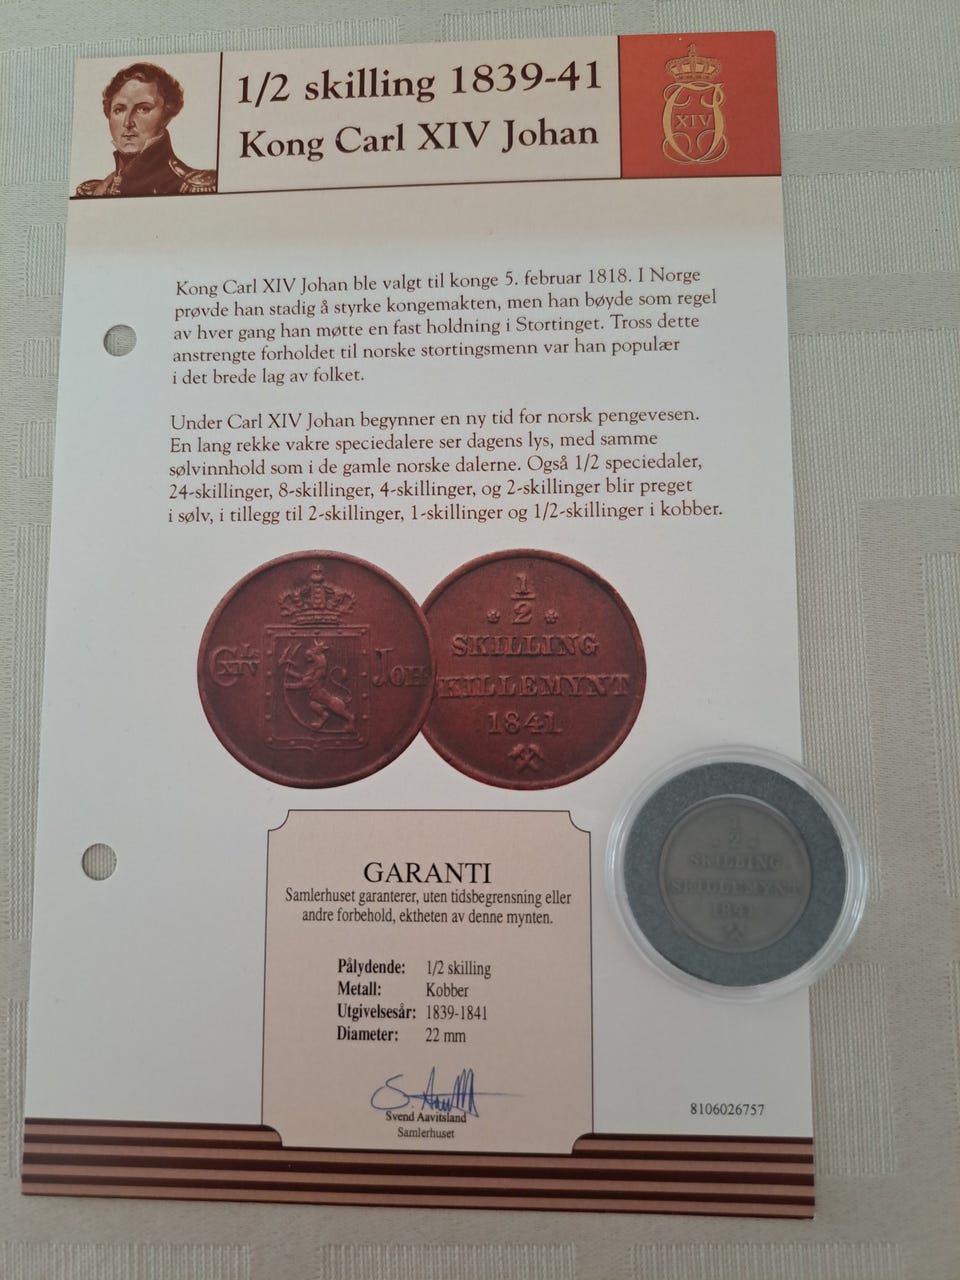 1/2 skilling 1839-41
Kong Carl XIV Johan
XIV
Kong Carl XIV Johan ble valgt til konge 5. februar 1818. I Norge
prøvde han stadig å styrke kongemakten, men han bøyde som regel
av hver gang han møtte en fast holdning i Stortinget. Tross dette
anstrengte forholdet til norske stortingsmenn var han populær
i det brede lag av folket.
Under Carl XIV Johan begynner en ny tid for norsk pengevesen.
En lang rekke vakre speciedalere ser dagens lys, med samme
sølvinnhold som i de gamle norske dalerne. Også 1/2 speciedaler,
24-skillinger, 8-skillinger, 4-skillinger, og 2-skillinger blir preget
i sølv, i tillegg til 2-skillinger, 1-skillinger og 1/2-skillinger i kobber.
XIV JOH
1/2
SKILLING
KILLEMYNT
1841
1/2
SKILLING
SKILLEMYNT
1841
GARANTI
Samlerhuset garanterer, uten tidsbegrensning eller
andre forbehold, ektheten av denne mynten.
Pålydende: 1/2 skilling
Metall: Kobber
Utgivelsesår: 1839-1841
Diameter: 22 mm
Svend Aavitsland
Samlerhuset
8106026757